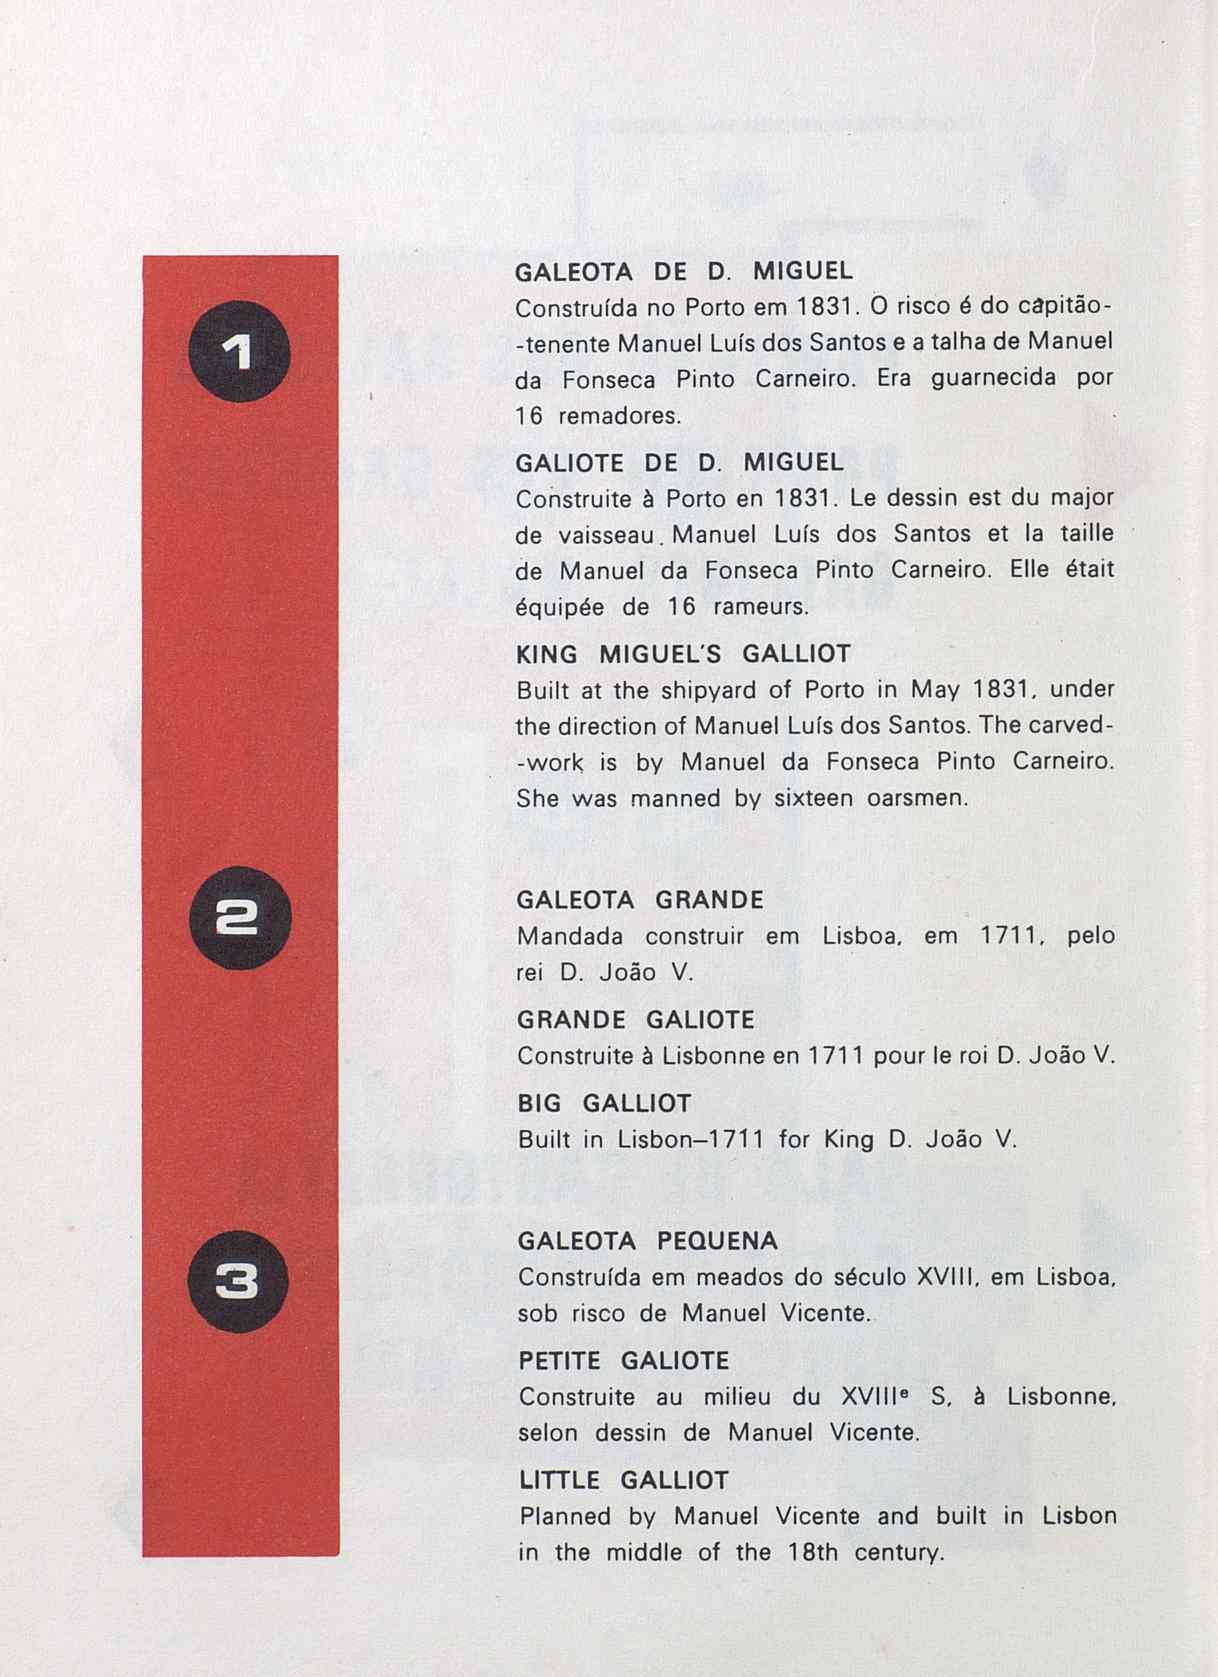 1
GALEOTA DE D. MIGUEL
Construída no Porto em 1831. O risco é do capitão-
-tenente Manuel Luís dos Santos e a talha de Manuel
da Fonseca Pinto Carneiro. Era guarnecida por
16 remadores.
GALIOTE DE D. MIGUEL
Construite à Porto en 1831. Le dessin est du major
de vaisseau. Manuel Luís dos Santos et la taille
de Manuel da Fonseca Pinto Carneiro. Elle était
équipée de 16 rameurs.
KING MIGUEL'S GALLIOT
Built at the shipyard of Porto in May 1831, under
the direction of Manuel Luís dos Santos. The carved-
-work is by Manuel da Fonseca Pinto Carneiro.
She was manned by sixteen oarsmen.
2
GALEOTA GRANDE
Mandada construir em Lisboa, em 1711, pelo
rei D. João V.
GRANDE GALIOTE
Construite à Lisbonne en 1711 pour le roi D. João V.
BIG GALLIOT
Built in Lisbon–1711 for King D. João V.
3
GALEOTA PEQUENA
Construída em meados do século XVIII, em Lisboa,
sob risco de Manuel Vicente.
PETITE GALIOTE
Construite au milieu du XVIIIᵉ S, à Lisbonne,
selon dessin de Manuel Vicente.
LITTLE GALLIOT
Planned by Manuel Vicente and built in Lisbon
in the middle of the 18th century.